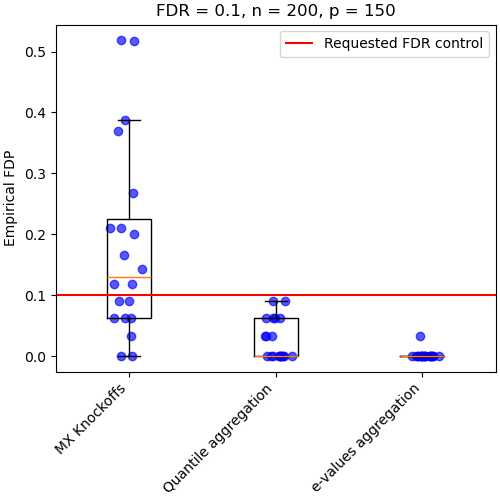 FDR = 0.1, n = 200, p = 150
Requested FDR control
Empirical FDP
0.5
0.4
0.3
0.2
0.1
0.0
MX Knockoffs
Quantile aggregation
e-values aggregation